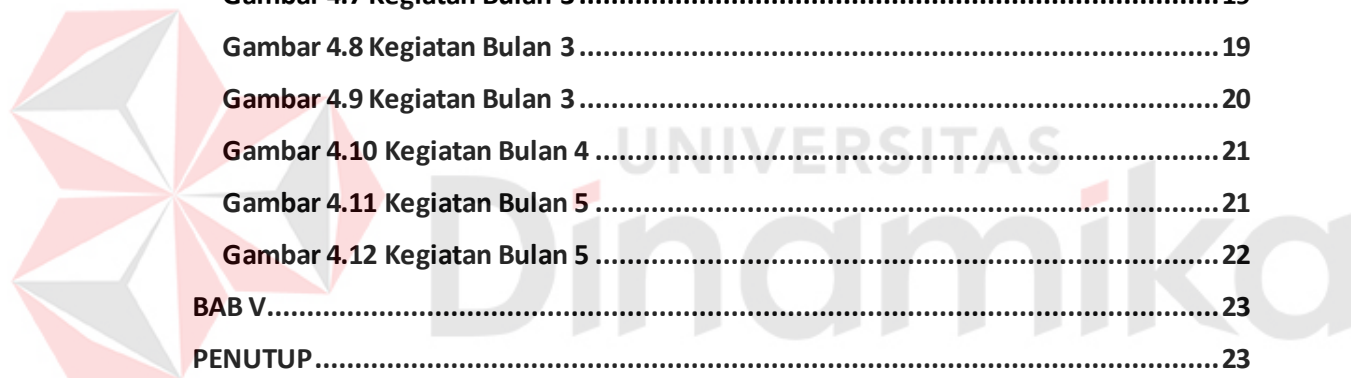 Gambar 4.8 Kegiatan Bulan 3 ........................ 19
Gambar 4.9 Kegiatan Bulan 3 ........................ 20
Gambar 4.10 Kegiatan Bulan 4 ........................ 21
Gambar 4.11 Kegiatan Bulan 5 ........................ 21
Gambar 4.12 Kegiatan Bulan 5 ........................ 22
BAB V ........................ 23
PENUTUP ........................ 23
UNIVERSITAS
Dinamika